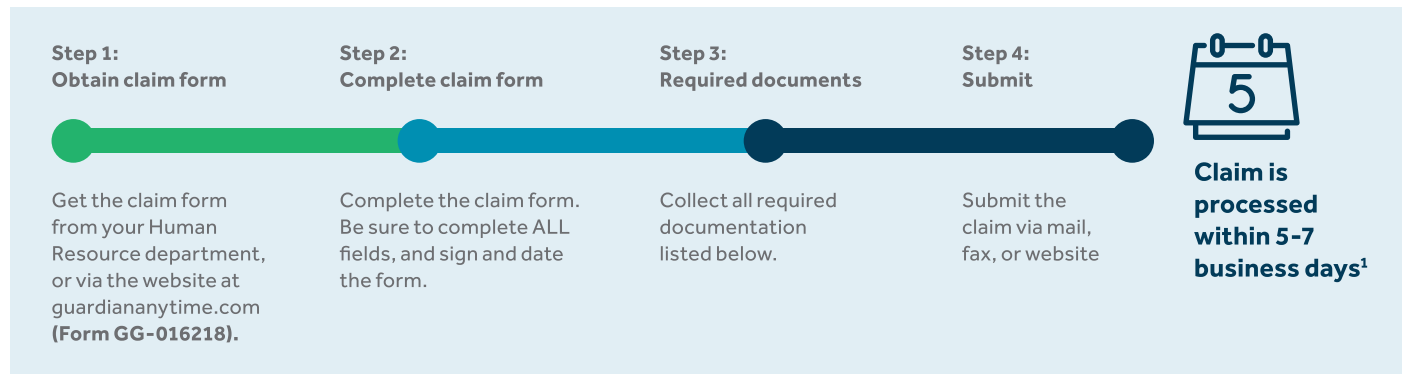 Step 1:
Obtain claim form
Get the claim form
from your Human
Resource department,
or via the website at
guardiananytime.com
(Form GG-016218).
Step 2:
Complete claim form
Complete the claim form.
Be sure to complete ALL
fields, and sign and date
the form.
Step 3:
Required documents
Collect all required
documentation
listed below.
Step 4:
Submit
Submit the
claim via mail,
fax, or website
5
Claim is
processed
within 5-7
business days¹